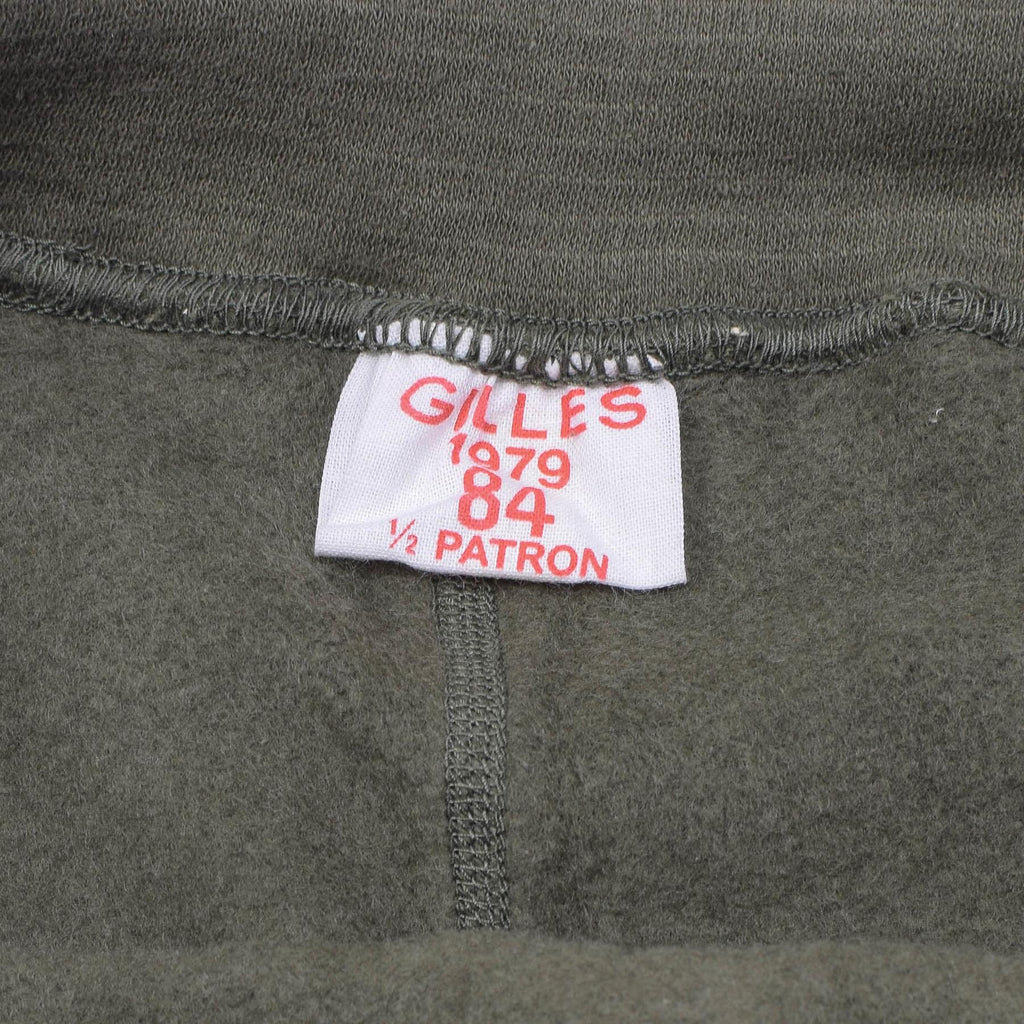 GILLES
1979
84
½ PATRON